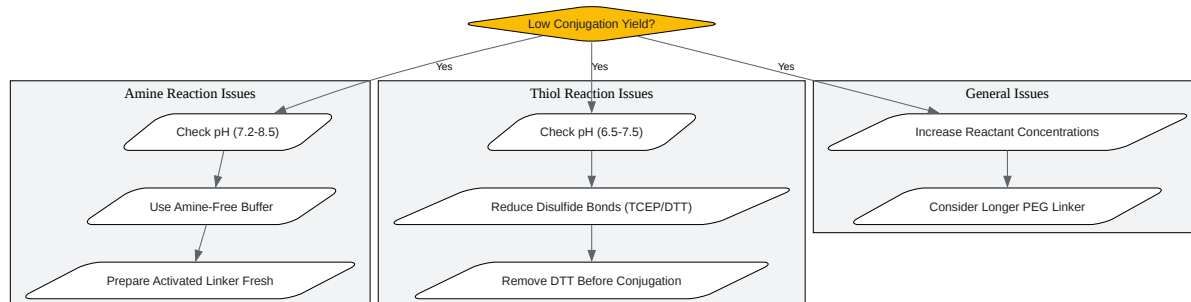 Low Conjugation Yield?
Yes
Yes
Yes
Amine Reaction Issues
Check pH (7.2-8.5)
Use Amine-Free Buffer
Prepare Activated Linker Fresh
Thiol Reaction Issues
Check pH (6.5-7.5)
Reduce Disulfide Bonds (TCEP/DTT)
Remove DTT Before Conjugation
General Issues
Increase Reactant Concentrations
Consider Longer PEG Linker